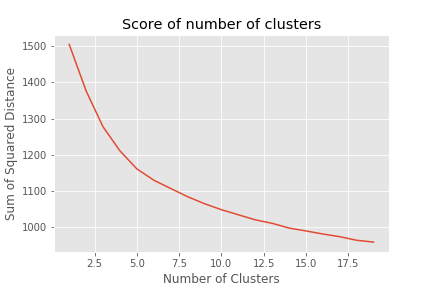 Score of number of clusters
Sum of Squared Distance
1500
1400
1300
1200
1100
1000
2.5 5.0 7.5 10.0 12.5 15.0 17.5
Number of Clusters